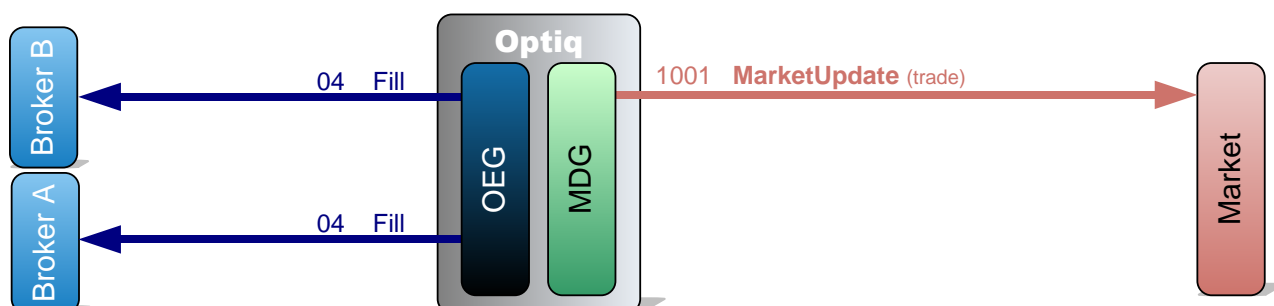 Optiq
Broker B
04 Fill
1001 MarketUpdate (trade)
OEG
MDG
Market
Broker A
04 Fill